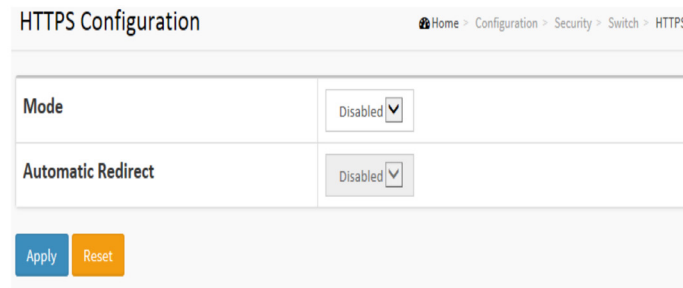 HTTPS Configuration
Home > Configuration > Security > Switch > HTTPS
Mode
Disabled
Automatic Redirect
Disabled
Apply Reset